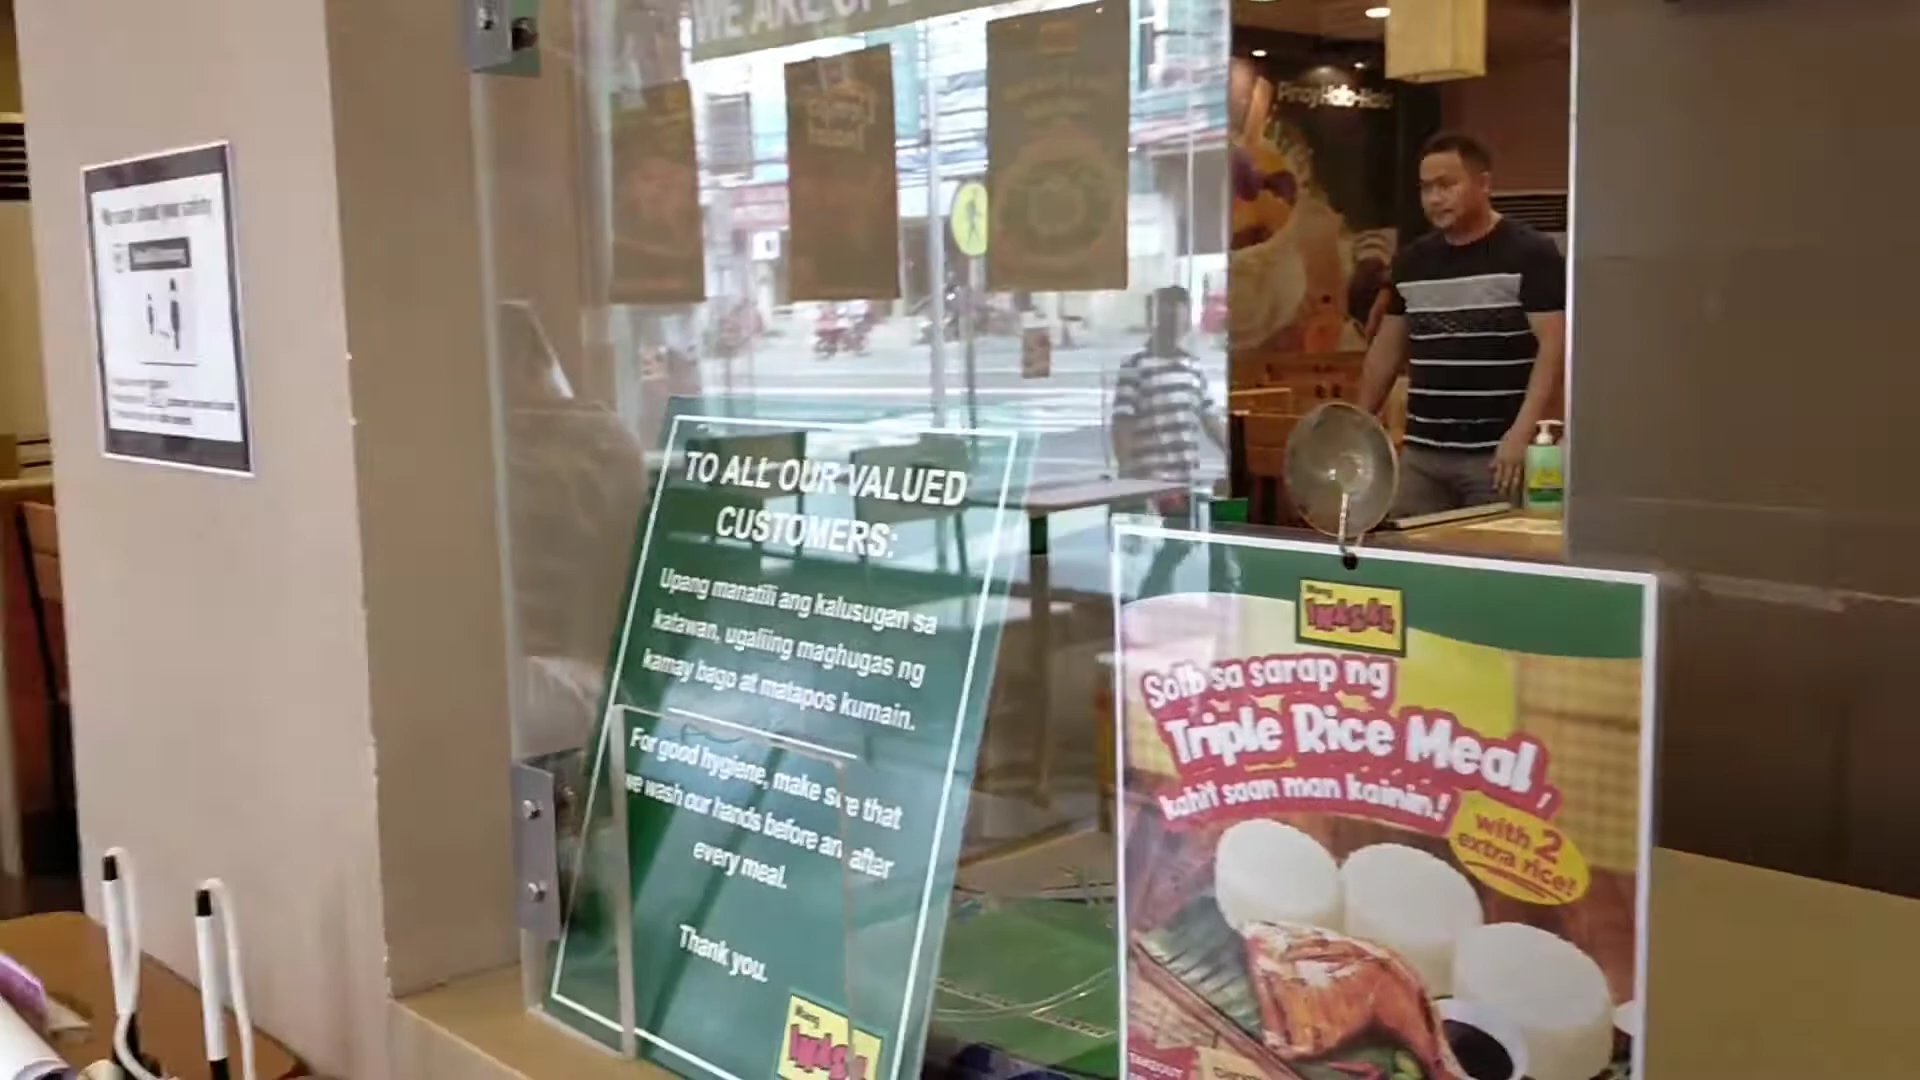 WE ARE
Pinoy Halo-Halo
TO ALL OUR VALUED
CUSTOMERS:
Upang manatili ang kalusugan sa
katawan, ugaliing maghugas ng
kamay bago at matapos kumain.
For good hygiene, make sure that
we wash our hands before and after
every meal.
Thank you.
Mang
INASAL
Mang
INASAL
Solb sa sarap ng
Triple Rice Meal,
kahit saan man kainin!
with 2
extra rice!
TAKEOUT